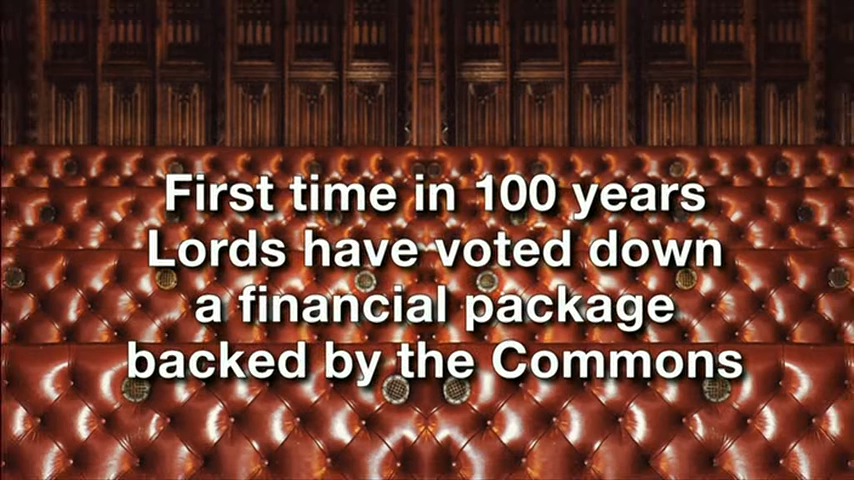 First time in 100 years
Lords have voted down
a financial package
backed by the Commons